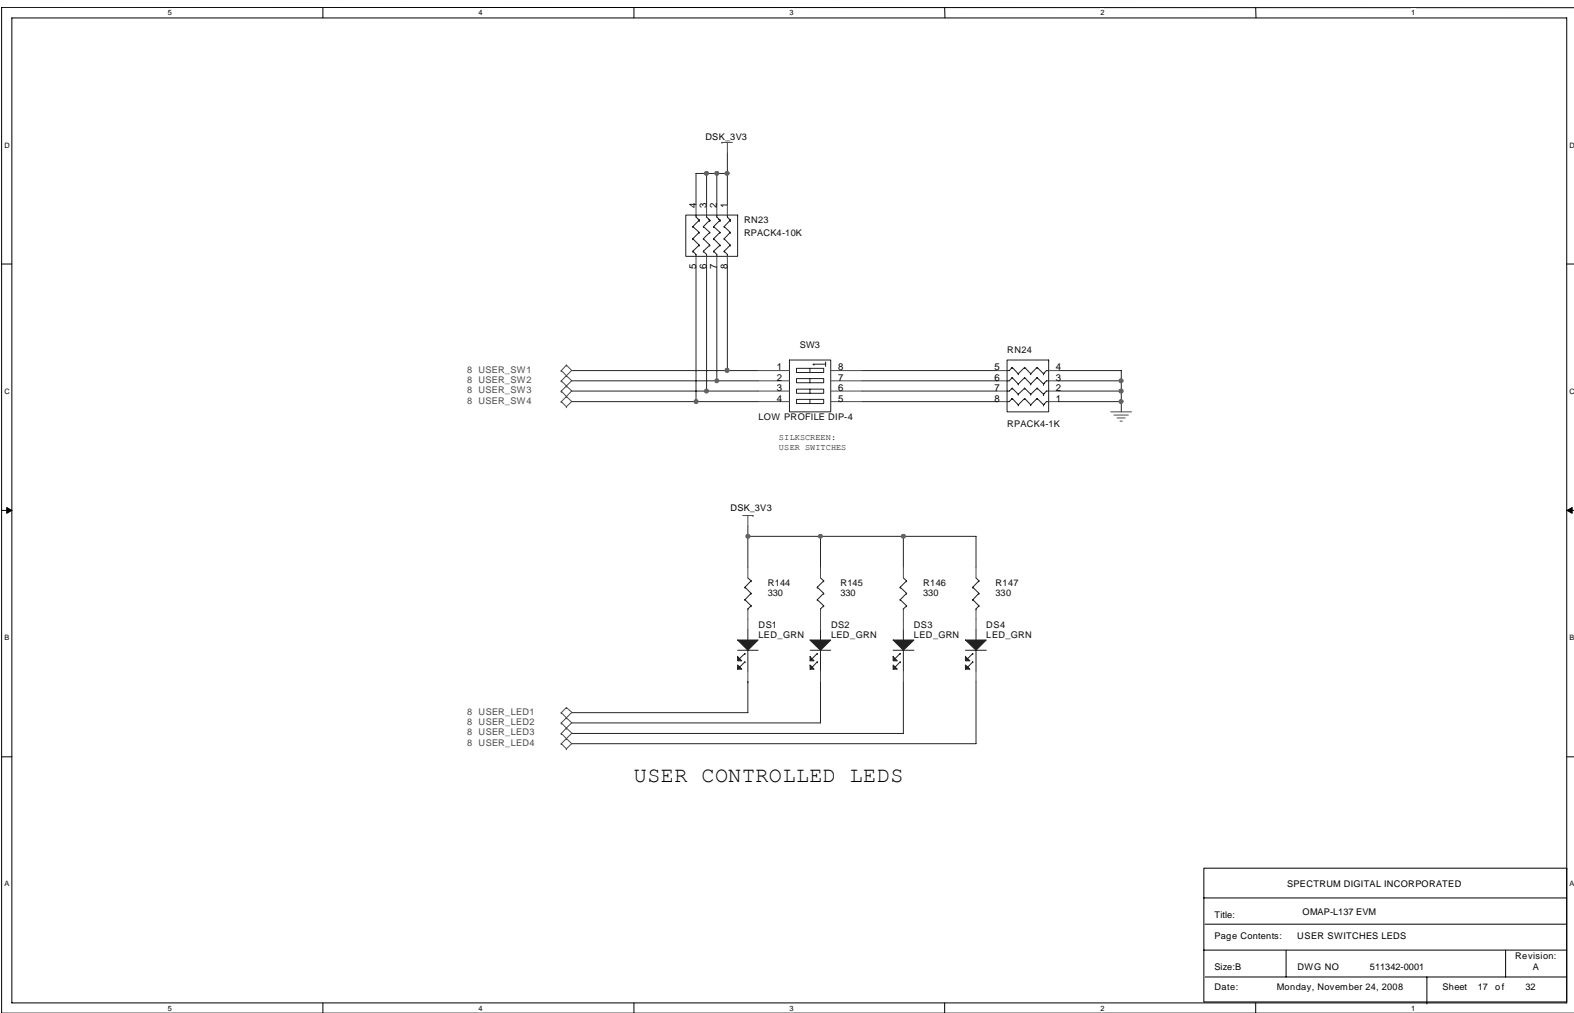 5 4 3 2 1
D D
C C
B B
A A
DSK_3V3
4 3 2 1
RN23
RPACK4-10K
5 6 7 8
SW3
RN24
8 USER_SW1 1 8 5 4
8 USER_SW2 2 7 6 3
8 USER_SW3 3 6 7 2
8 USER_SW4 4 5 8 1
LOW PROFILE DIP-4
RPACK4-1K
SILKSCREEN:
USER SWITCHES
DSK_3V3
R144 R145 R146 R147
330 330 330 330
DS1 DS2 DS3 DS4
LED_GRN LED_GRN LED_GRN LED_GRN
8 USER_LED1
8 USER_LED2
8 USER_LED3
8 USER_LED4
USER CONTROLLED LEDS
SPECTRUM DIGITAL INCORPORATED
Title: OMAP-L137 EVM
Page Contents: USER SWITCHES LEDS
Size:B DWG NO 511342-0001 Revision:
A
Date: Monday, November 24, 2008 Sheet 17 of 32
5 4 3 2 1